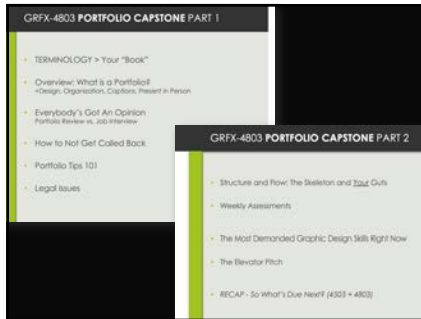 GRFX-4803 PORTFOLIO CAPSTONE PART 1
• TERMINOLOGY > Your “Book”
• Overview: What is a Portfolio?
+Design, Organization, Captions, Present in Person
• Everybody's Got An Opinion
Portfolio Review vs. Job Interview
• How to Not Get Called Back
• Portfolio Tips 101
• Legal Issues
GRFX-4803 PORTFOLIO CAPSTONE PART 2
• Structure and Flow: The Skeleton and Your Guts
• Weekly Assessments
• The Most Demanded Graphic Design Skills Right Now
• The Elevator Pitch
• RECAP - So What's Due Next? (4503 + 4803)